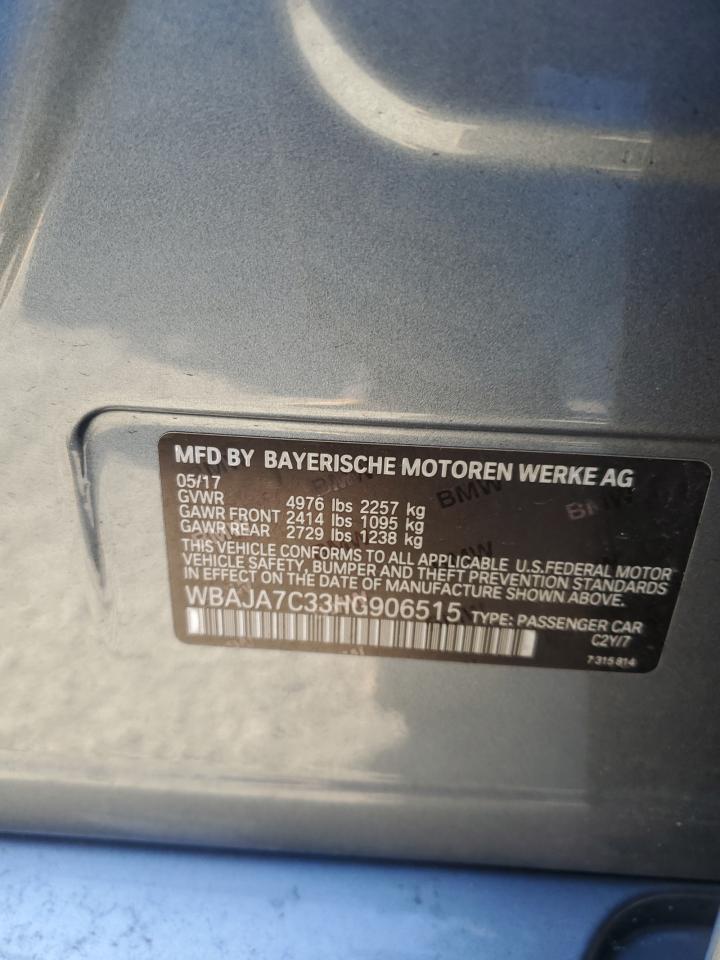 MFD BY BAYERISCHE MOTOREN WERKE AG
05/17
GVWR 4976 lbs 2257 kg
GAWR FRONT 2414 lbs 1095 kg
GAWR REAR 2729 lbs 1238 kg
THIS VEHICLE CONFORMS TO ALL APPLICABLE U.S.FEDERAL MOTOR
VEHICLE SAFETY, BUMPER AND THEFT PREVENTION STANDARDS
IN EFFECT ON THE DATE OF MANUFACTURE SHOWN ABOVE.
WBAJA7C33HG906515 TYPE: PASSENGER CAR
C2Y/7
7 315 814
BMW
BMW